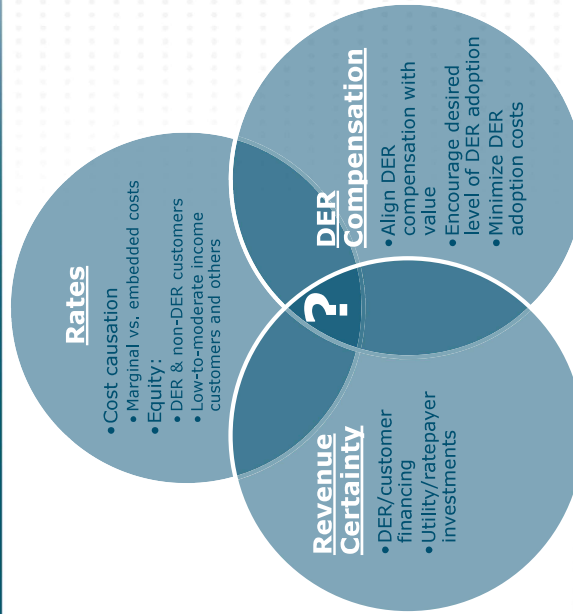 Rates
• Cost causation
• Marginal vs. embedded costs
• Equity:
• DER & non-DER customers
• Low-to-moderate income
customers and others
?
Revenue
Certainty
• DER/customer
financing
• Utility/ratepayer
investments
DER
Compensation
• Align DER
compensation with
value
• Encourage desired
level of DER adoption
• Minimize DER
adoption costs